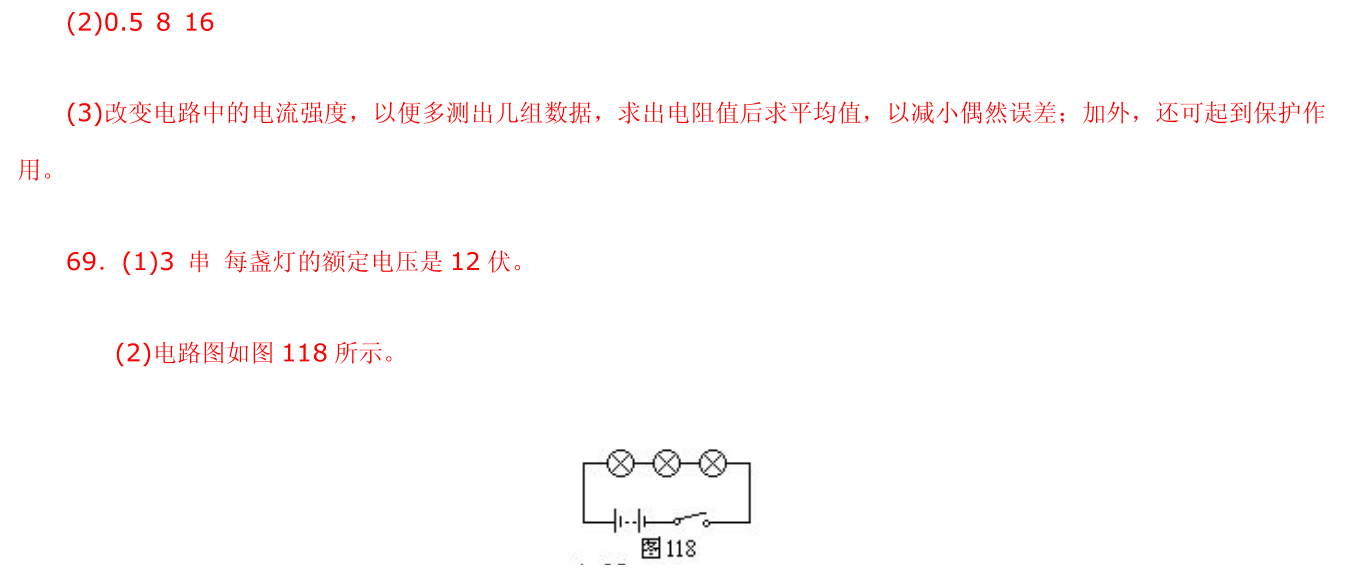 (2)0.5 8 16
(3)改变电路中的电流强度，以便多测出几组数据，求出电阻值后求平均值，以减小偶然误差；加外，还可起到保护作
用。
69．(1)3 串 每盏灯的额定电压是 12 伏。
(2)电路图如图 118 所示。
图118